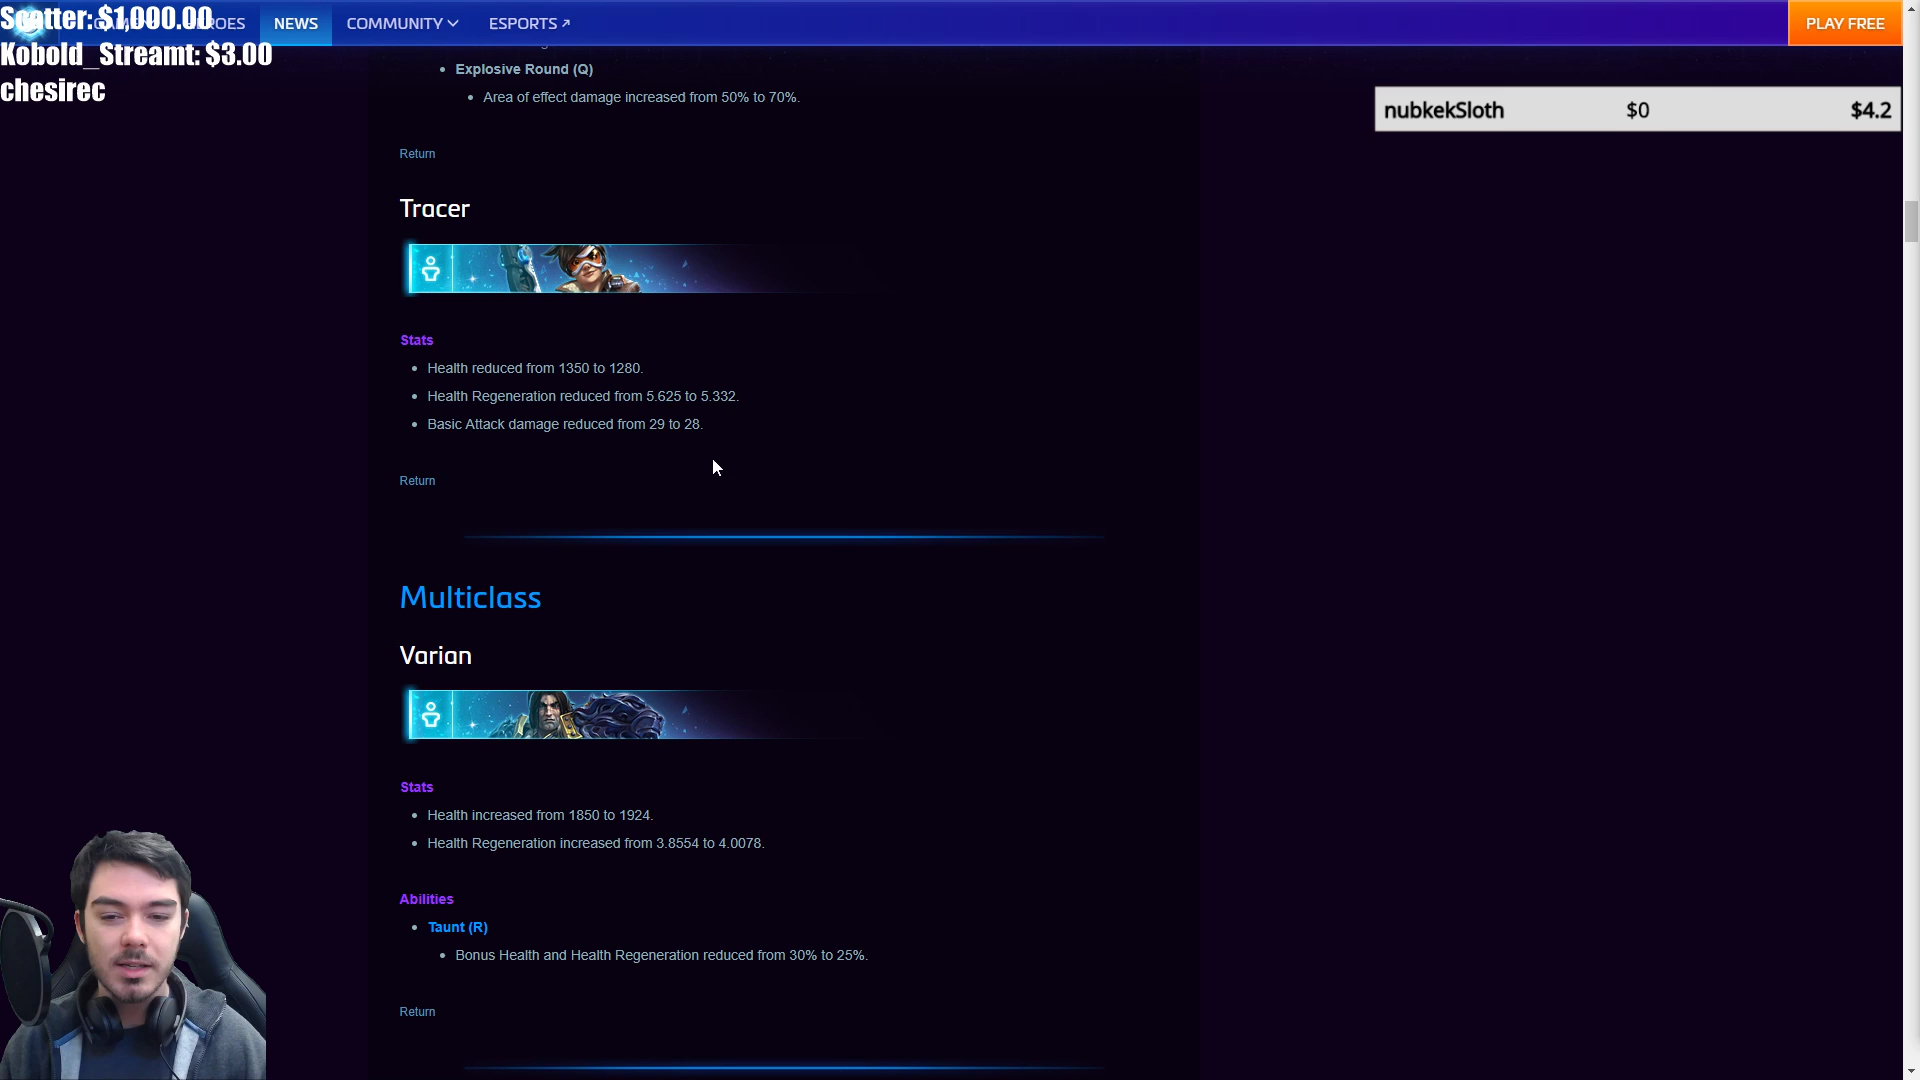 Scatter: $1,000.00
HEROES
NEWS
COMMUNITY
ESPORTS
PLAY FREE
Kobold_Streamt: $3.00
chesirec
nubkekSloth $0 $4.2
Explosive Round (Q)
Area of effect damage increased from 50% to 70%.
Return
Tracer
Stats
Health reduced from 1350 to 1280.
Health Regeneration reduced from 5.625 to 5.332.
Basic Attack damage reduced from 29 to 28.
Return
Multiclass
Varian
Stats
Health increased from 1850 to 1924.
Health Regeneration increased from 3.8554 to 4.0078.
Abilities
Taunt (R)
Bonus Health and Health Regeneration reduced from 30% to 25%.
Return